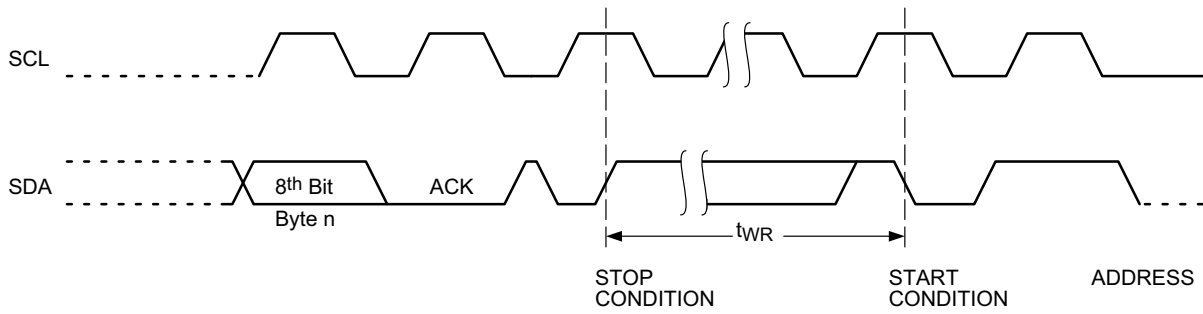 SCL
SDA
8th Bit
Byte n
ACK
tWR
STOP
CONDITION
START
CONDITION
ADDRESS